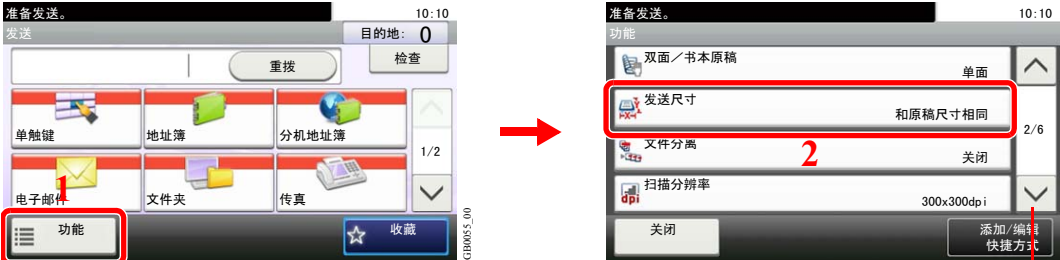 准备发送。 10:10
发送 目的地： 0
重拨 检查
单触键 地址簿 分机地址簿
1/2
电子邮件 文件夹 传真
1
功能 收藏
GB0055_00
准备发送。 10:10
功能
双面／书本原稿
单面
发送尺寸
和原稿尺寸相同
2/6
文件分离
2
关闭
扫描分辨率
300x300dpi
关闭 添加/编辑
快捷方式